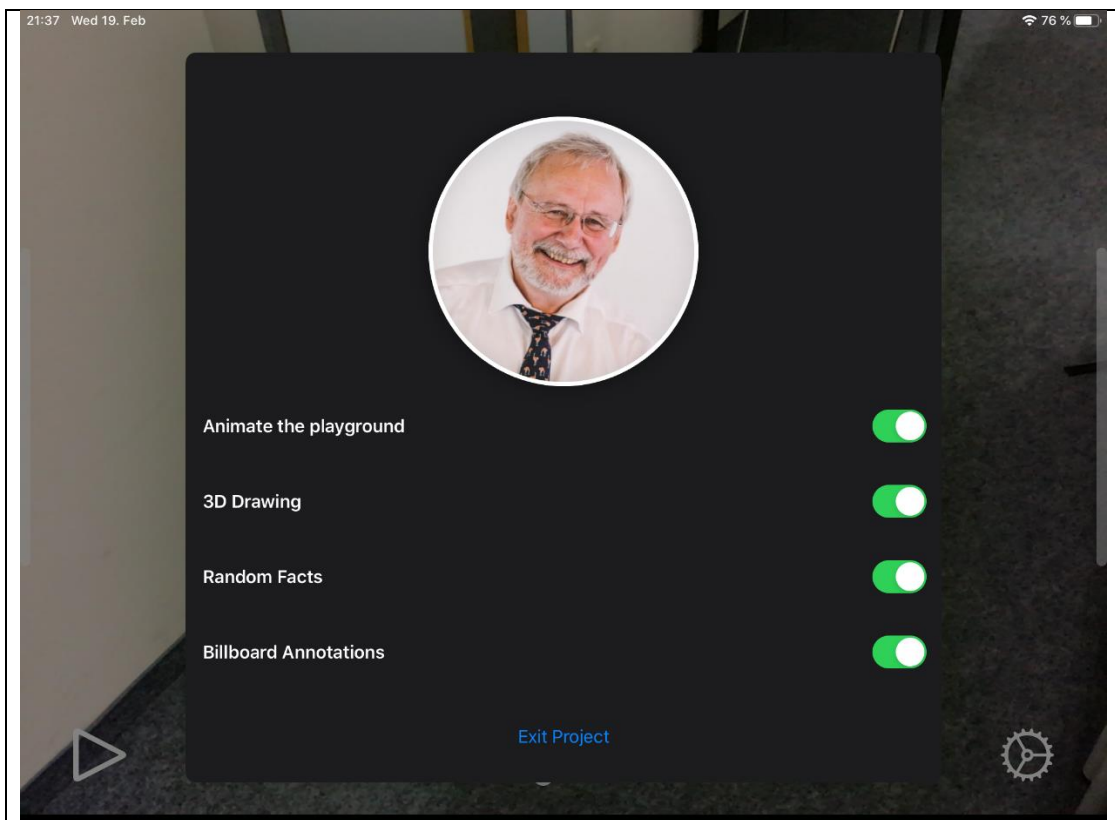 21:37 Wed 19. Feb
76 %
Animate the playground
3D Drawing
Random Facts
Billboard Annotations
Exit Project